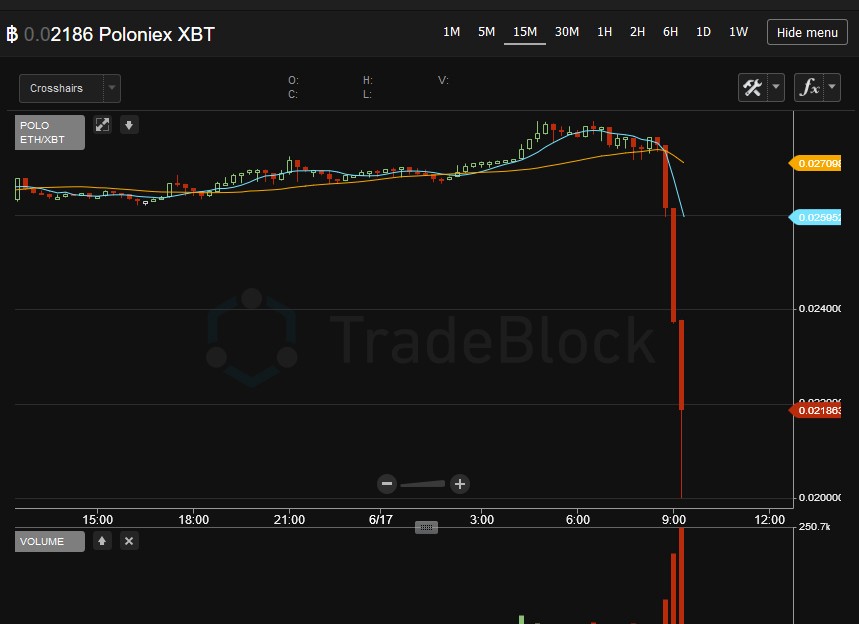 ฿ 0.02186 Poloniex XBT
1M 5M 15M 30M 1H 2H 6H 1D 1W Hide menu
Crosshairs
O: H: V:
C: L:
fx
POLO
ETH/XBT
0.02709
0.02595
0.02400
TradeBlock
0.02186
0.02000
15:00 18:00 21:00 6/17 3:00 6:00 9:00 12:00
250.7k
VOLUME